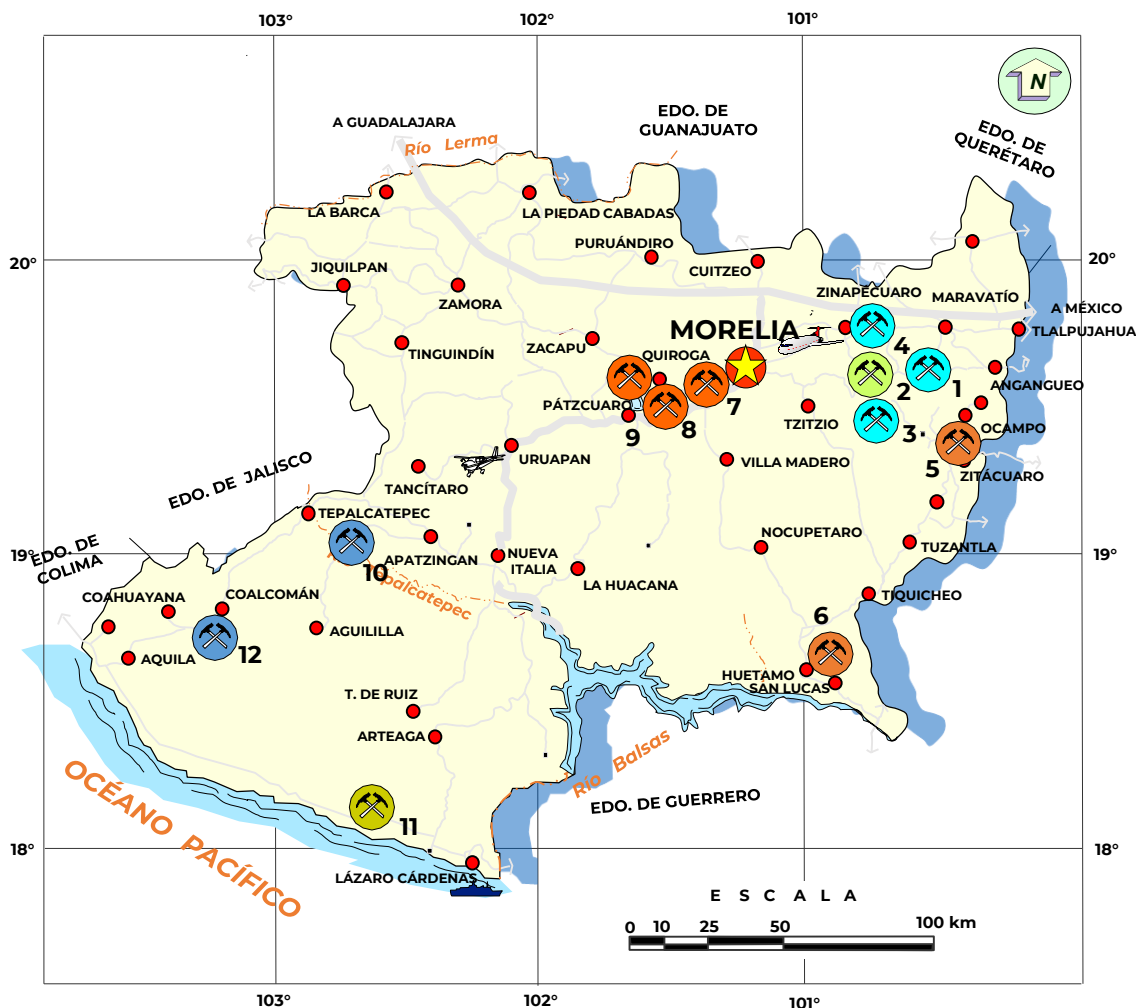 103°
102°
101°
A GUADALAJARA
Río Lerma
EDO. DE
GUANAJUATO
N
EDO. DE
QUERÉTARO
LA BARCA
LA PIEDAD CABADAS
PURUÁNDIRO
CUITZEO
20°
20°
JIQUILPAN
ZAMORA
ZINAPECUARO
MARAVATÍO
A MÉXICO
TLALPUJAHUA
MORELIA
TINGUINDÍN
ZACAPU
QUIROGA
4
2
1
ANGANGUEO
PÁTZCUARO
7
8
9
TZITZIO
3
OCAMPO
5
ZITÁCUARO
URUAPAN
VILLA MADERO
EDO. DE JALISCO
TANCÍTARO
TEPALCATEPEC
NOCUPETARO
EDO. DE
COLIMA
19°
19°
APATZINGAN
NUEVA
ITALIA
TUZANTLA
10
epalcatepec
LA HUACANA
COAHUAYANA
COALCOMÁN
TIQUICHEO
6
AGUILILLA
12
AQUILA
HUETAMO
SAN LUCAS
T. DE RUIZ
ARTEAGA
Río Balsas
OCÉANO PACÍFICO
EDO. DE GUERRERO
11
18°
18°
LÁZARO CÁRDENAS
E S C A L A
0 10 25 50 100 km
103°
102°
101°